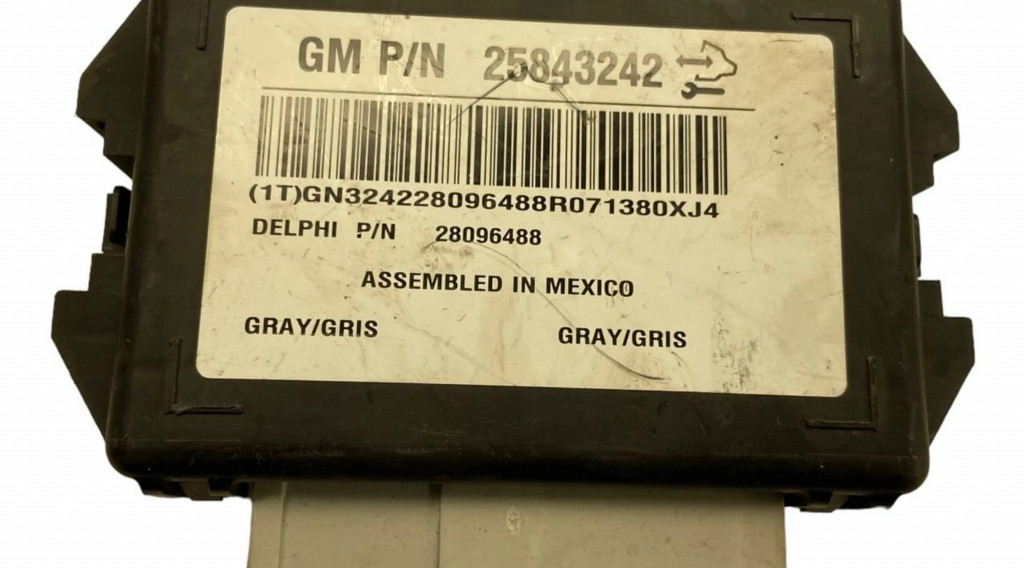 GM P/N 25843242
(1T)GN324228096488R071380XJ4
DELPHI P/N 28096488
ASSEMBLED IN MEXICO
GRAY/GRIS GRAY/GRIS